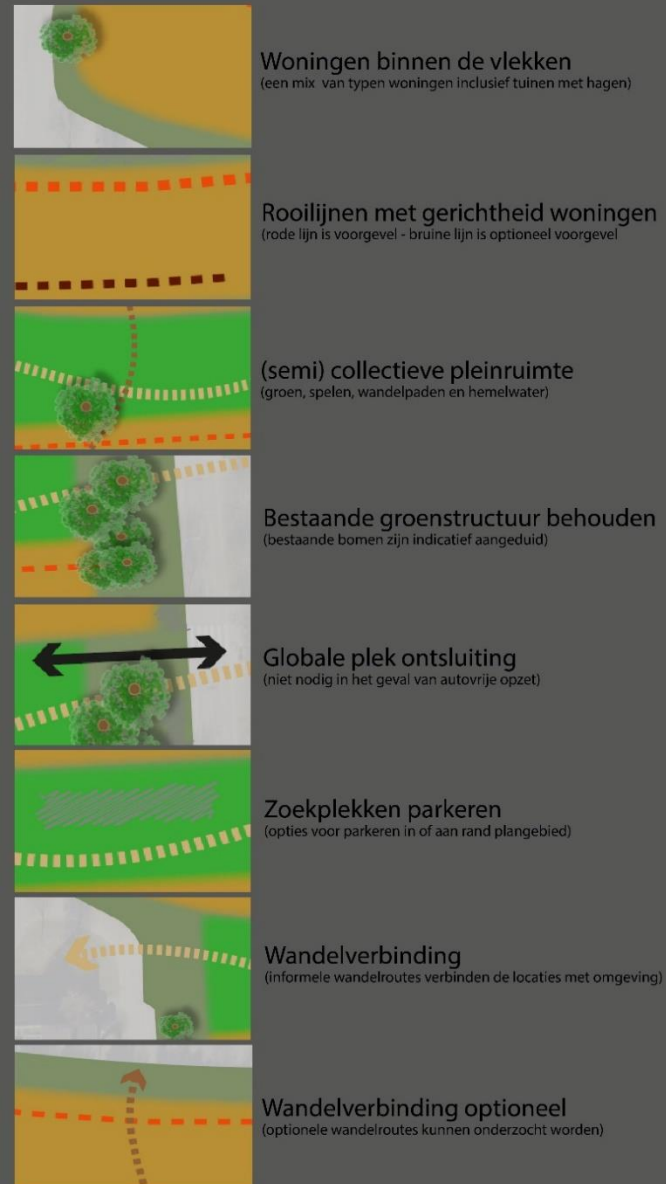 Woningen binnen de vlekken
(een mix van typen woningen inclusief tuinen met hagen)
Rooilijnen met gerichtheid woningen
(rode lijn is voorgevel - bruine lijn is optioneel voorgevel
(semi) collectieve pleinruimte
(groen, spelen, wandelpaden en hemelwater)
Bestaande groenstructuur behouden
(bestaande bomen zijn indicatief aangeduid)
Globale plek ontsluiting
(niet nodig in het geval van autovrije opzet)
Zoekplekken parkeren
(opties voor parkeren in of aan rand plangebied)
Wandelverbinding
(informele wandelroutes verbinden de locaties met omgeving)
Wandelverbinding optioneel
(optionele wandelroutes kunnen onderzocht worden)